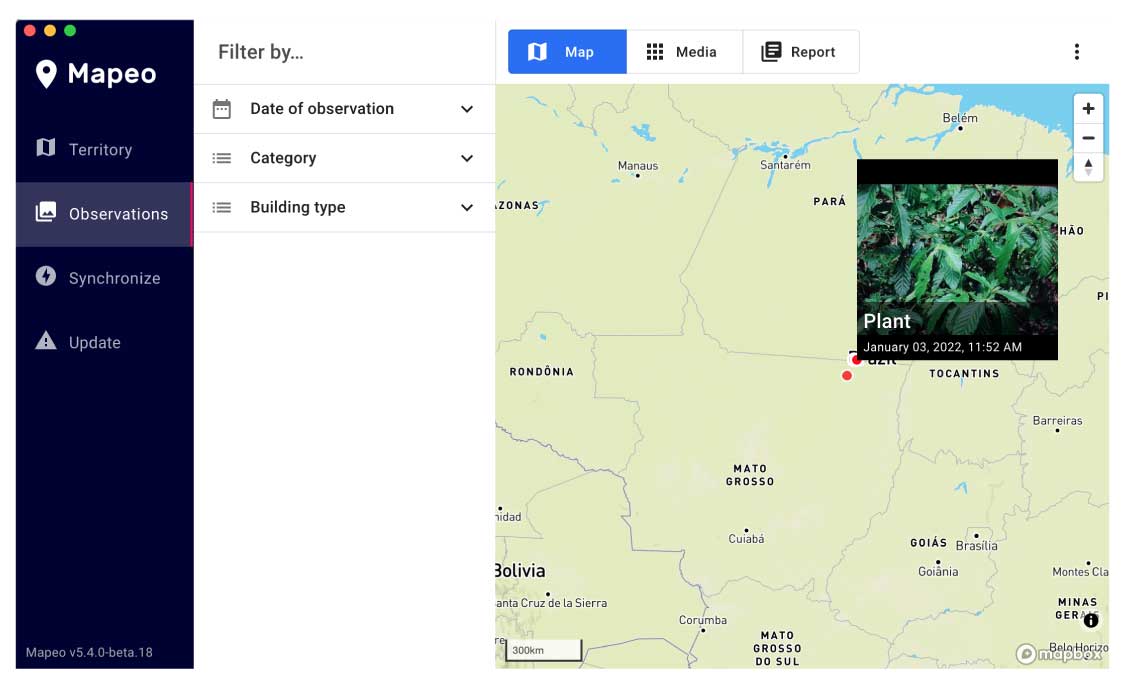 Mapeo
Territory
Observations
Synchronize
Update
Mapeo v5.4.0-beta.18
Filter by...
Date of observation
Category
Building type
Map
Media
Report
Belém
Manaus
Santarém
ZONAS
PARÁ
HÃO
PI
Plant
January 03, 2022, 11:52 AM
azil
RONDÔNIA
TOCANTINS
Barreiras
MATO
GROSSO
nidad
Cuiabá
GOIÁS
Brasília
Bolivia
Goiânia
Montes Cla
anta Cruz de la Sierra
MINAS
GERAIS
Corumba
MATO
GROSSO
DO SUL
re
300km
Belo Horizo
mapbox